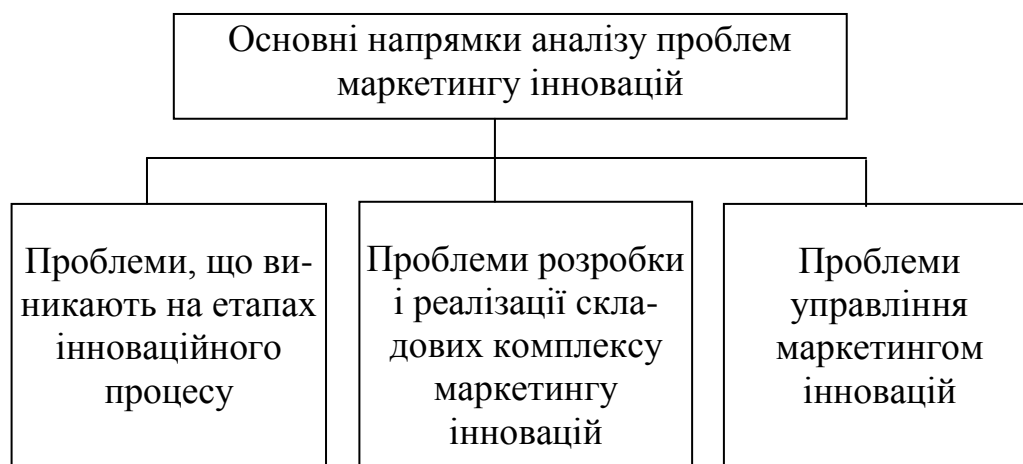 Основні напрямки аналізу проблем
маркетингу інновацій
Проблеми, що ви-
никають на етапах
інноваційного
процесу
Проблеми розробки
і реалізації скла-
дових комплексу
маркетингу
інновацій
Проблеми
управління
маркетингом
інновацій